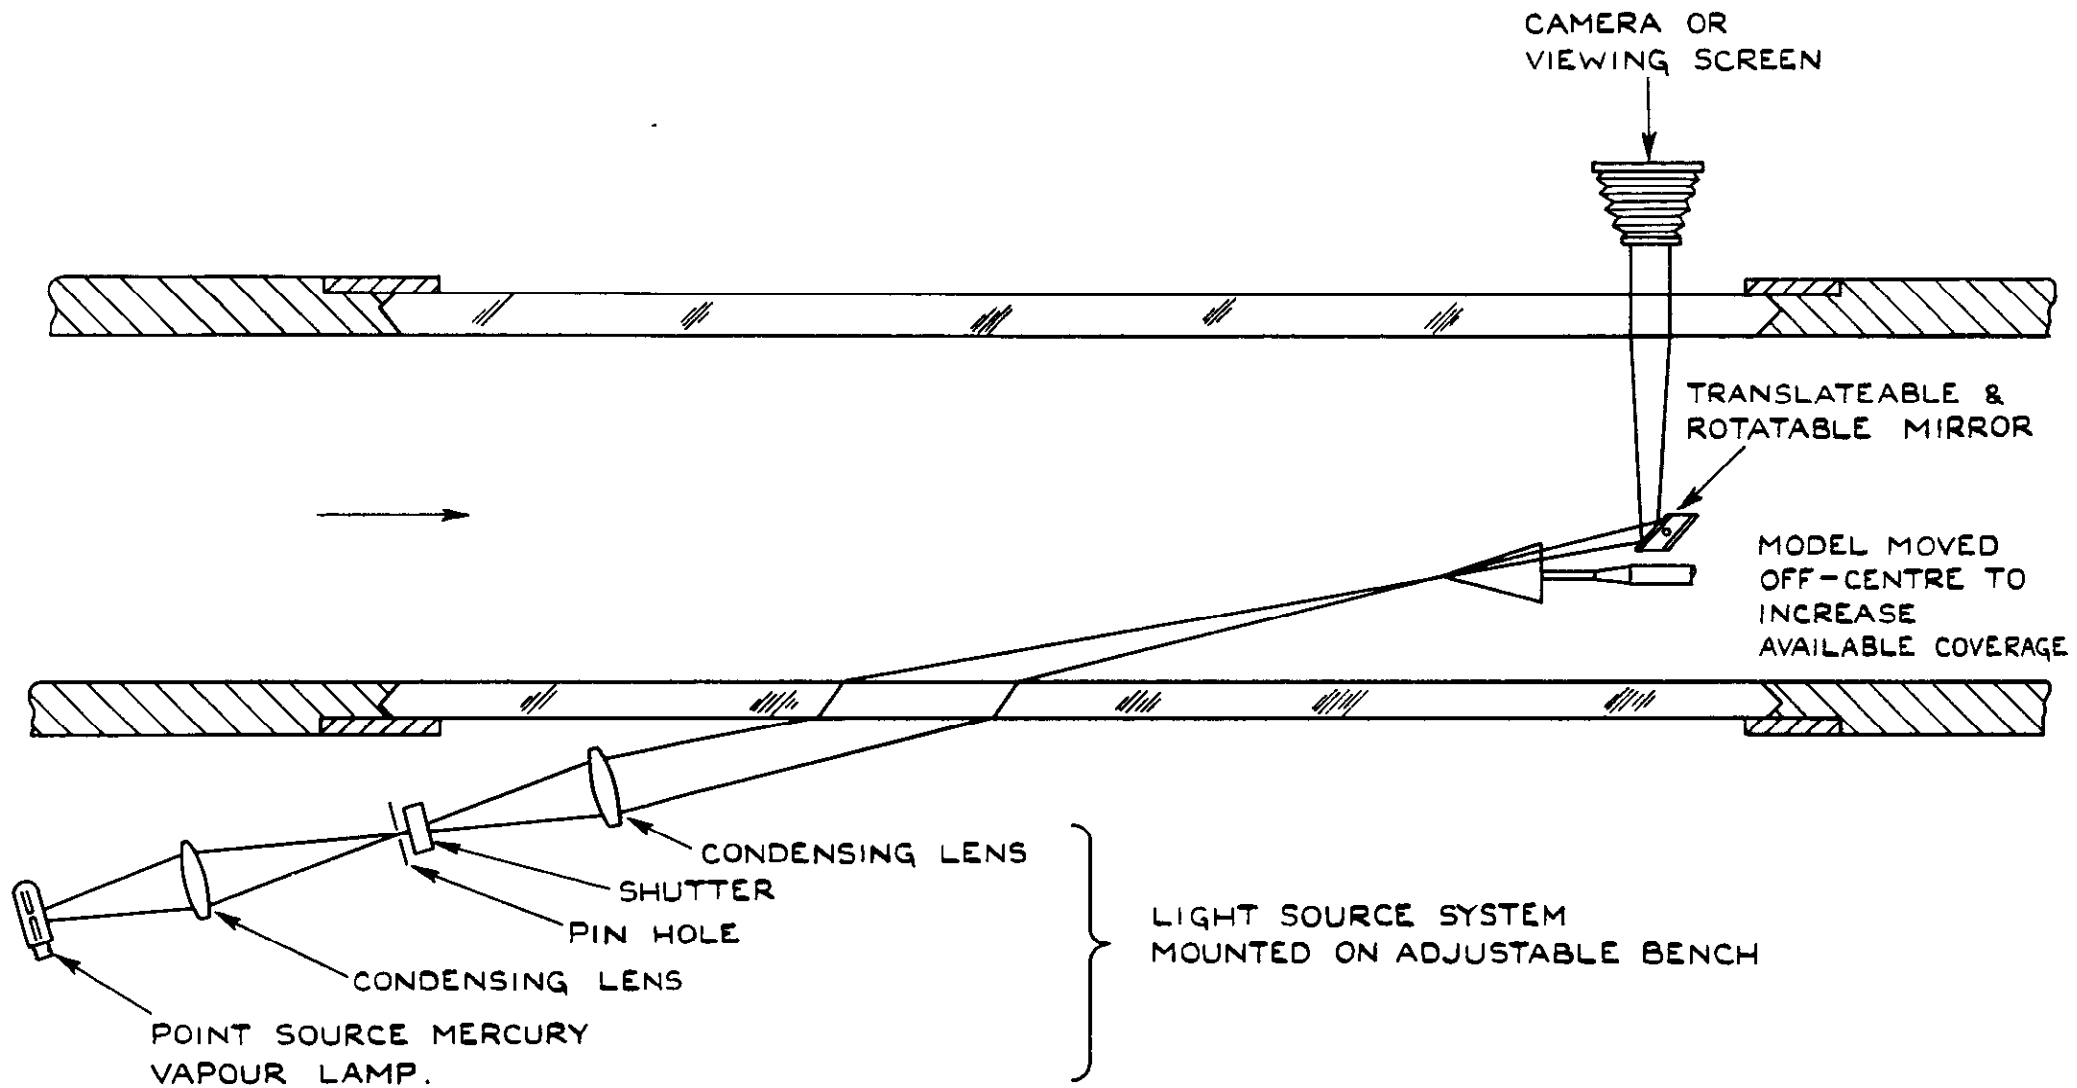 CAMERA OR
VIEWING SCREEN
TRANSLATEABLE &
ROTATABLE MIRROR
MODEL MOVED
OFF-CENTRE TO
INCREASE
AVAILABLE COVERAGE
CONDENSING LENS
SHUTTER
PIN HOLE
CONDENSING LENS
POINT SOURCE MERCURY
VAPOUR LAMP.
LIGHT SOURCE SYSTEM
MOUNTED ON ADJUSTABLE BENCH